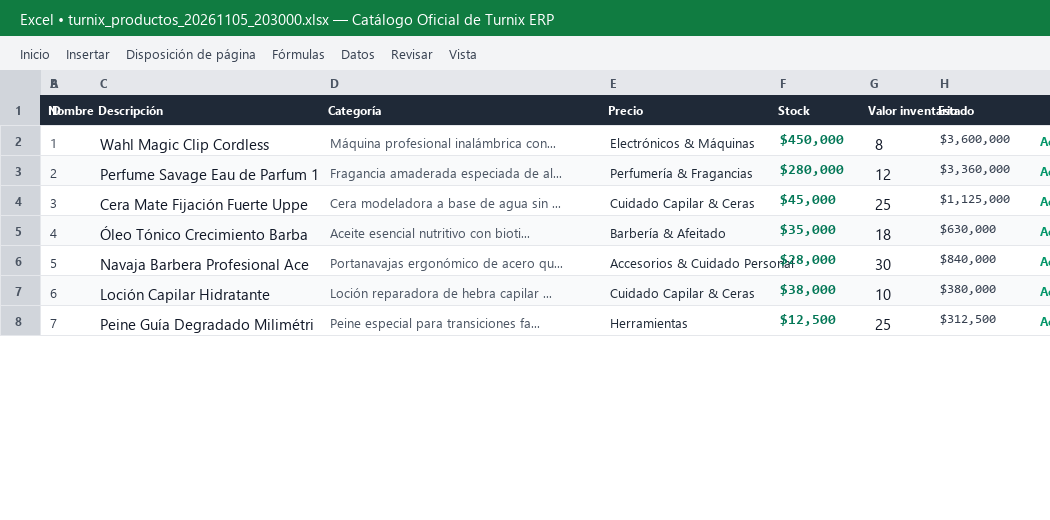 Excel • turnix_productos_20261105_203000.xlsx — Catálogo Oficial de Turnix ERP
Inicio Insertar Disposición de página Fórmulas Datos Revisar Vista
C D E F G H
1 Nombre Descripción Categoría Precio Stock Valor inventario Estado
2 1 Wahl Magic Clip Cordless Máquina profesional inalámbrica con... Electrónicos & Máquinas $450,000 8 $3,600,000
3 2 Perfume Savage Eau de Parfum 1 Fragancia amaderada especiada de al... Perfumería & Fragancias $280,000 12 $3,360,000
4 3 Cera Mate Fijación Fuerte Uppe Cera modeladora a base de agua sin ... Cuidado Capilar & Ceras $45,000 25 $1,125,000
5 4 Óleo Tónico Crecimiento Barba Aceite esencial nutritivo con bioti... Barbería & Afeitado $35,000 18 $630,000
6 5 Navaja Barbera Profesional Ace Portanavajas ergonómico de acero qu... Accesorios & Cuidado Personal $28,000 30 $840,000
7 6 Loción Capilar Hidratante Loción reparadora de hebra capilar ... Cuidado Capilar & Ceras $38,000 10 $380,000
8 7 Peine Guía Degradado Milimétri Peine especial para transiciones fa... Herramientas $12,500 25 $312,500